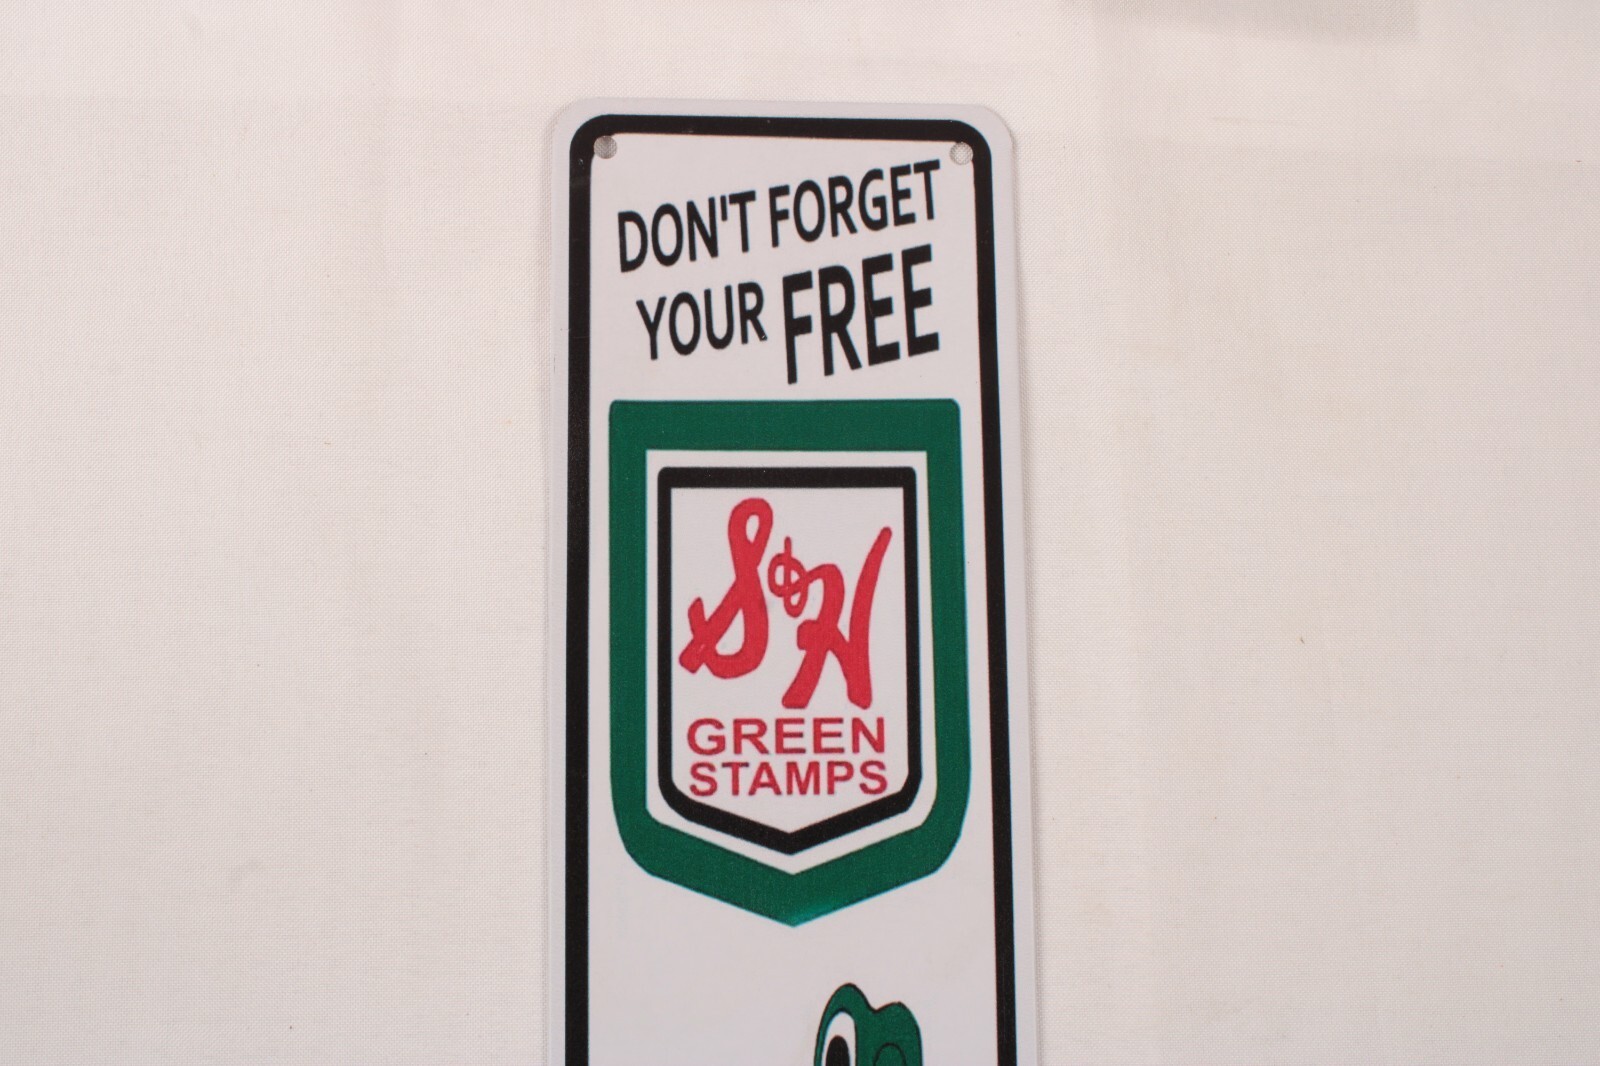 DON'T FORGET
YOUR FREE
S&H
GREEN
STAMPS